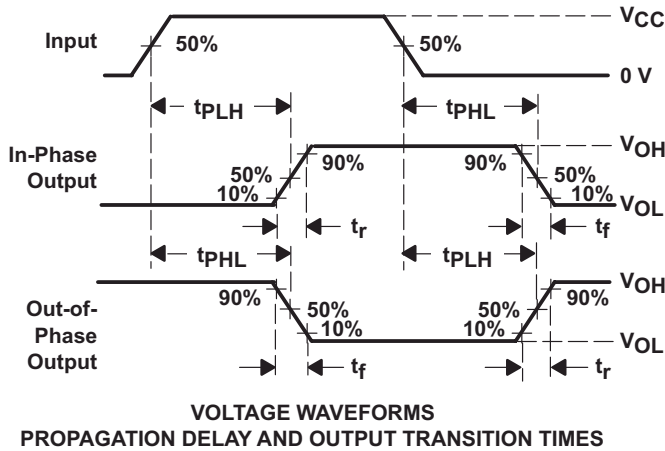 Input
50%
50%
VCC
0 V
tPLH
tPHL
In-Phase
Output
50%
10%
90%
90%
50%
10%
VOH
VOL
tr
tf
tPHL
tPLH
Out-of-
Phase
Output
90%
50%
10%
50%
10%
90%
VOH
VOL
tf
tr
VOLTAGE WAVEFORMS
PROPAGATION DELAY AND OUTPUT TRANSITION TIMES